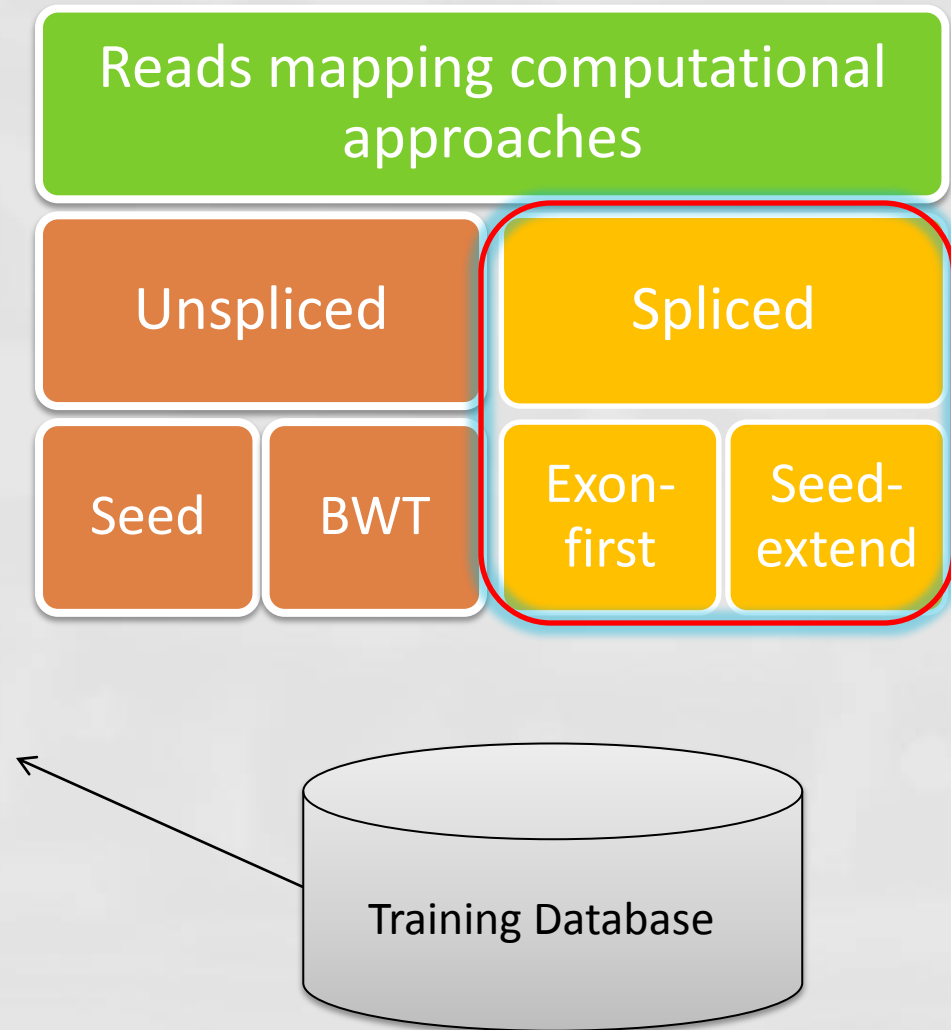 Reads mapping computational
approaches
Unspliced
Spliced
Seed
BWT
Exon-
first
Seed-
extend
Training Database